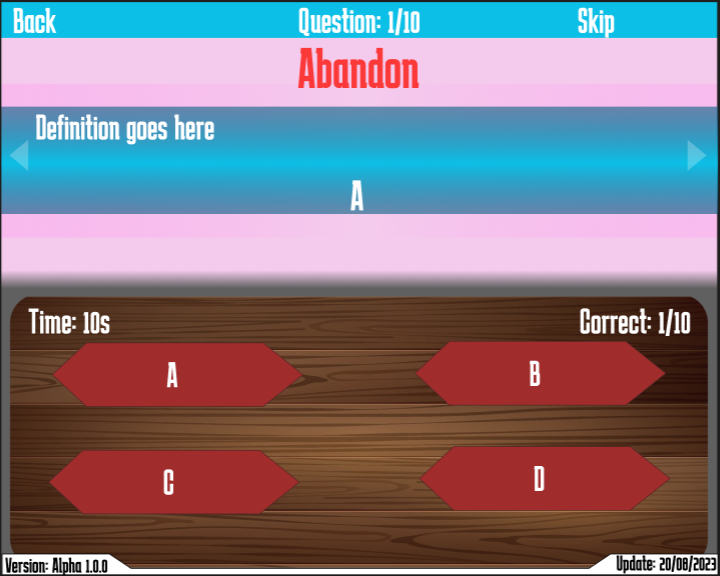 Back Question: 1/10 Skip
Abandon
Definition goes here
A
Time: 10s Correct: 1/10
A B
C D
Version: Alpha 1.0.0 Update: 20/08/2023